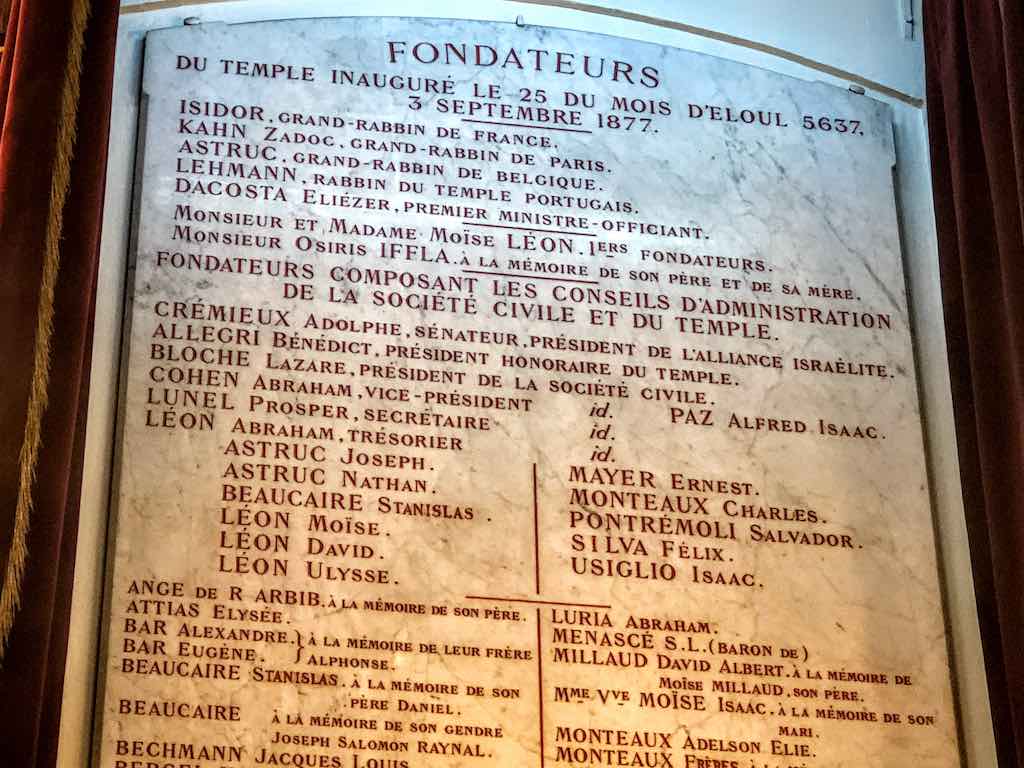 FONDATEURS
DU TEMPLE INAUGURÉ LE 25 DU MOIS D'ELOUL 5637.
3 SEPTEMBRE 1877.
ISIDOR, GRAND-RABBIN DE FRANCE.
KAHN ZADOC, GRAND-RABBIN DE PARIS.
ASTRUC, GRAND-RABBIN DE BELGIQUE.
LEHMANN, RABBIN DU TEMPLE PORTUGAIS.
DACOSTA ELIÉZER, PREMIER MINISTRE-OFFICIANT.
MONSIEUR ET MADAME MOÏSE LÉON. 1ERS FONDATEURS.
MONSIEUR OSIRIS IFFLA. À LA MÉMOIRE DE SON PÈRE ET DE SA MÈRE.
FONDATEURS COMPOSANT LES CONSEILS D'ADMINISTRATION
DE LA SOCIÉTÉ CIVILE ET DU TEMPLE.
CRÉMIEUX ADOLPHE, SÉNATEUR, PRÉSIDENT DE L'ALLIANCE ISRAÉLITE.
ALLEGRI BÉNÉDICT, PRÉSIDENT HONORAIRE DU TEMPLE.
BLOCHE LAZARE, PRÉSIDENT DE LA SOCIÉTÉ CIVILE.
COHEN ABRAHAM, VICE-PRÉSIDENT id. PAZ ALFRED ISAAC.
LUNEL PROSPER, SECRÉTAIRE id.
LÉON ABRAHAM, TRÉSORIER id.
ASTRUC JOSEPH.
ASTRUC NATHAN.
BEAUCAIRE STANISLAS.
LÉON MOÏSE.
LÉON DAVID.
LÉON ULYSSE.
MAYER ERNEST.
MONTEAUX CHARLES.
PONTRÉMOLI SALVADOR.
SILVA FÉLIX.
USIGLIO ISAAC.
ANGE DE R ARBIB. À LA MÉMOIRE DE SON PÈRE.
ATTIAS ELYSÉE.
BAR ALEXANDRE. } À LA MÉMOIRE DE LEUR FRÈRE
BAR EUGÈNE. } ALPHONSE.
BEAUCAIRE STANISLAS. À LA MÉMOIRE DE SON
PÈRE DANIEL.
BEAUCAIRE À LA MÉMOIRE DE SON GENDRE
JOSEPH SALOMON RAYNAL.
BECHMANN JACQUES LOUIS
LURIA ABRAHAM.
MENASCÉ S.L. (BARON DE)
MILLAUD DAVID ALBERT. À LA MÉMOIRE DE
MOÏSE MILLAUD, SON PÈRE.
MME VVE MOÏSE ISAAC. À LA MÉMOIRE DE SON
MARI.
MONTEAUX ADELSON ELIE.
MONTEAUX FRÈRES